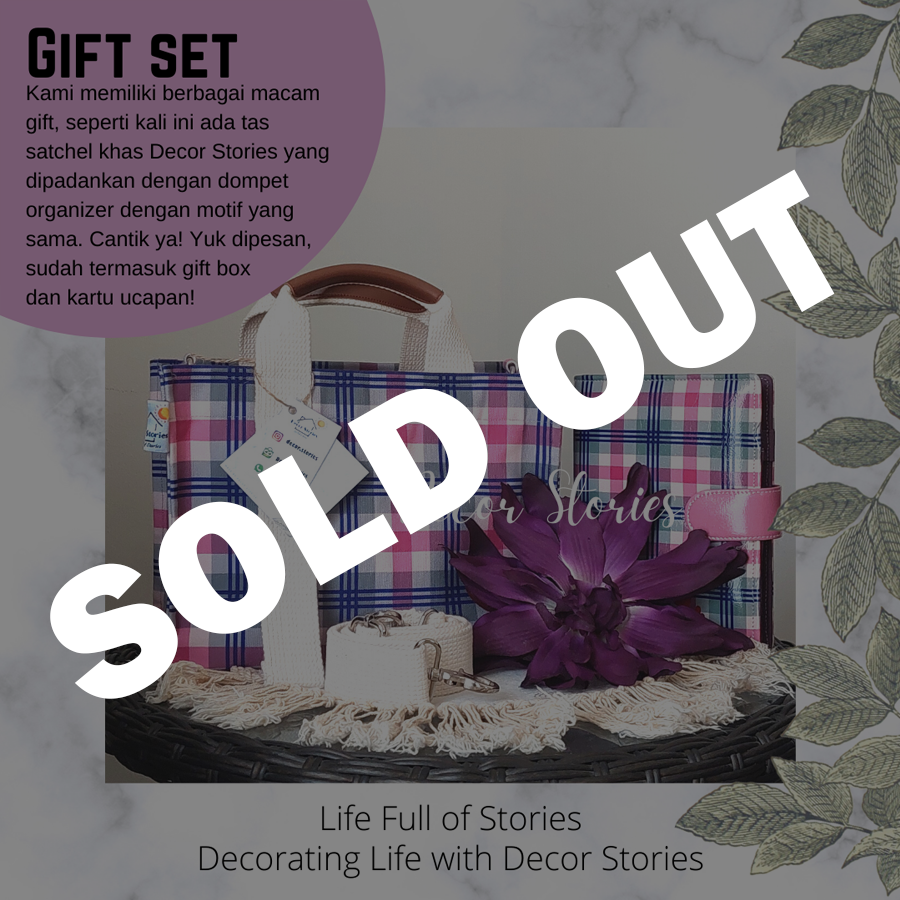 GIFT SET
Kami memiliki berbagai macam
gift, seperti kali ini ada tas
satchel khas Decor Stories yang
dipadankan dengan dompet
organizer dengan motif yang
sama. Cantik ya! Yuk dipesan,
sudah termasuk gift box
dan kartu ucapan!
SOLD OUT
decor.stories
Decor Stories
Life Full of Stories
Decorating Life with Decor Stories